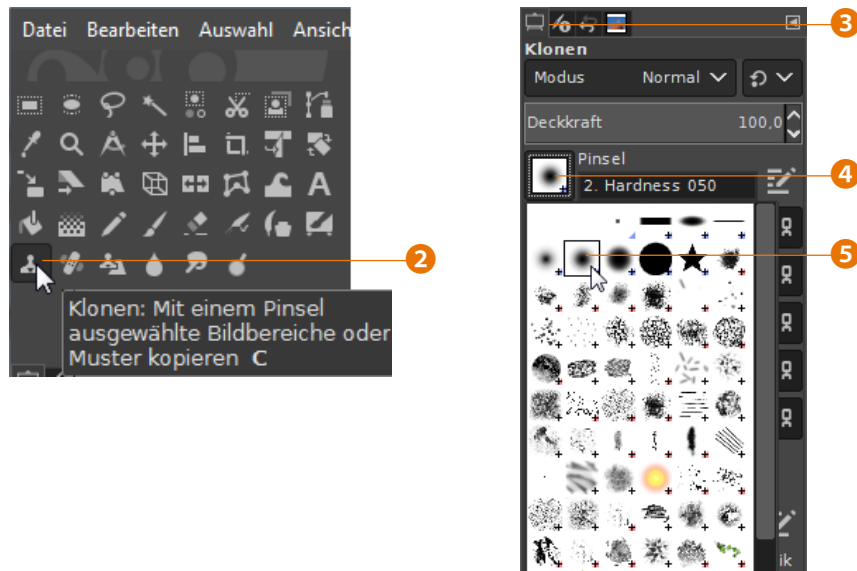 Datei Bearbeiten Auswahl Ansich
2
Klonen: Mit einem Pinsel
ausgewählte Bildbereiche oder
Muster kopieren C
3
Klonen
Modus Normal
Deckkraft 100,0
Pinsel
4
2. Hardness 050
5
ik